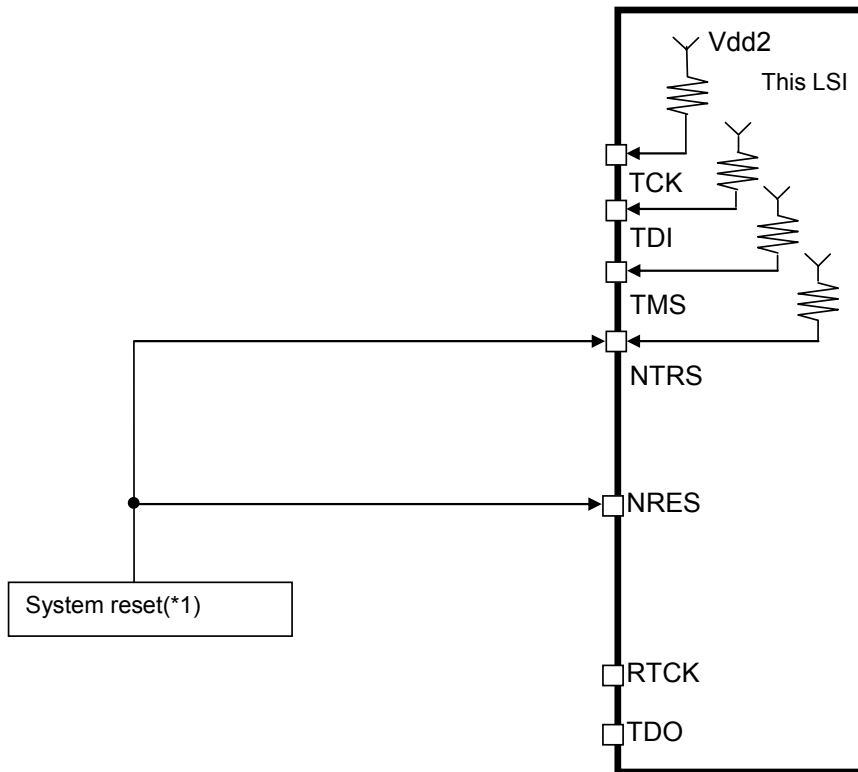 Vdd2
This LSI
TCK
TDI
TMS
NTRS
NRES
System reset(*1)
RTCK
TDO